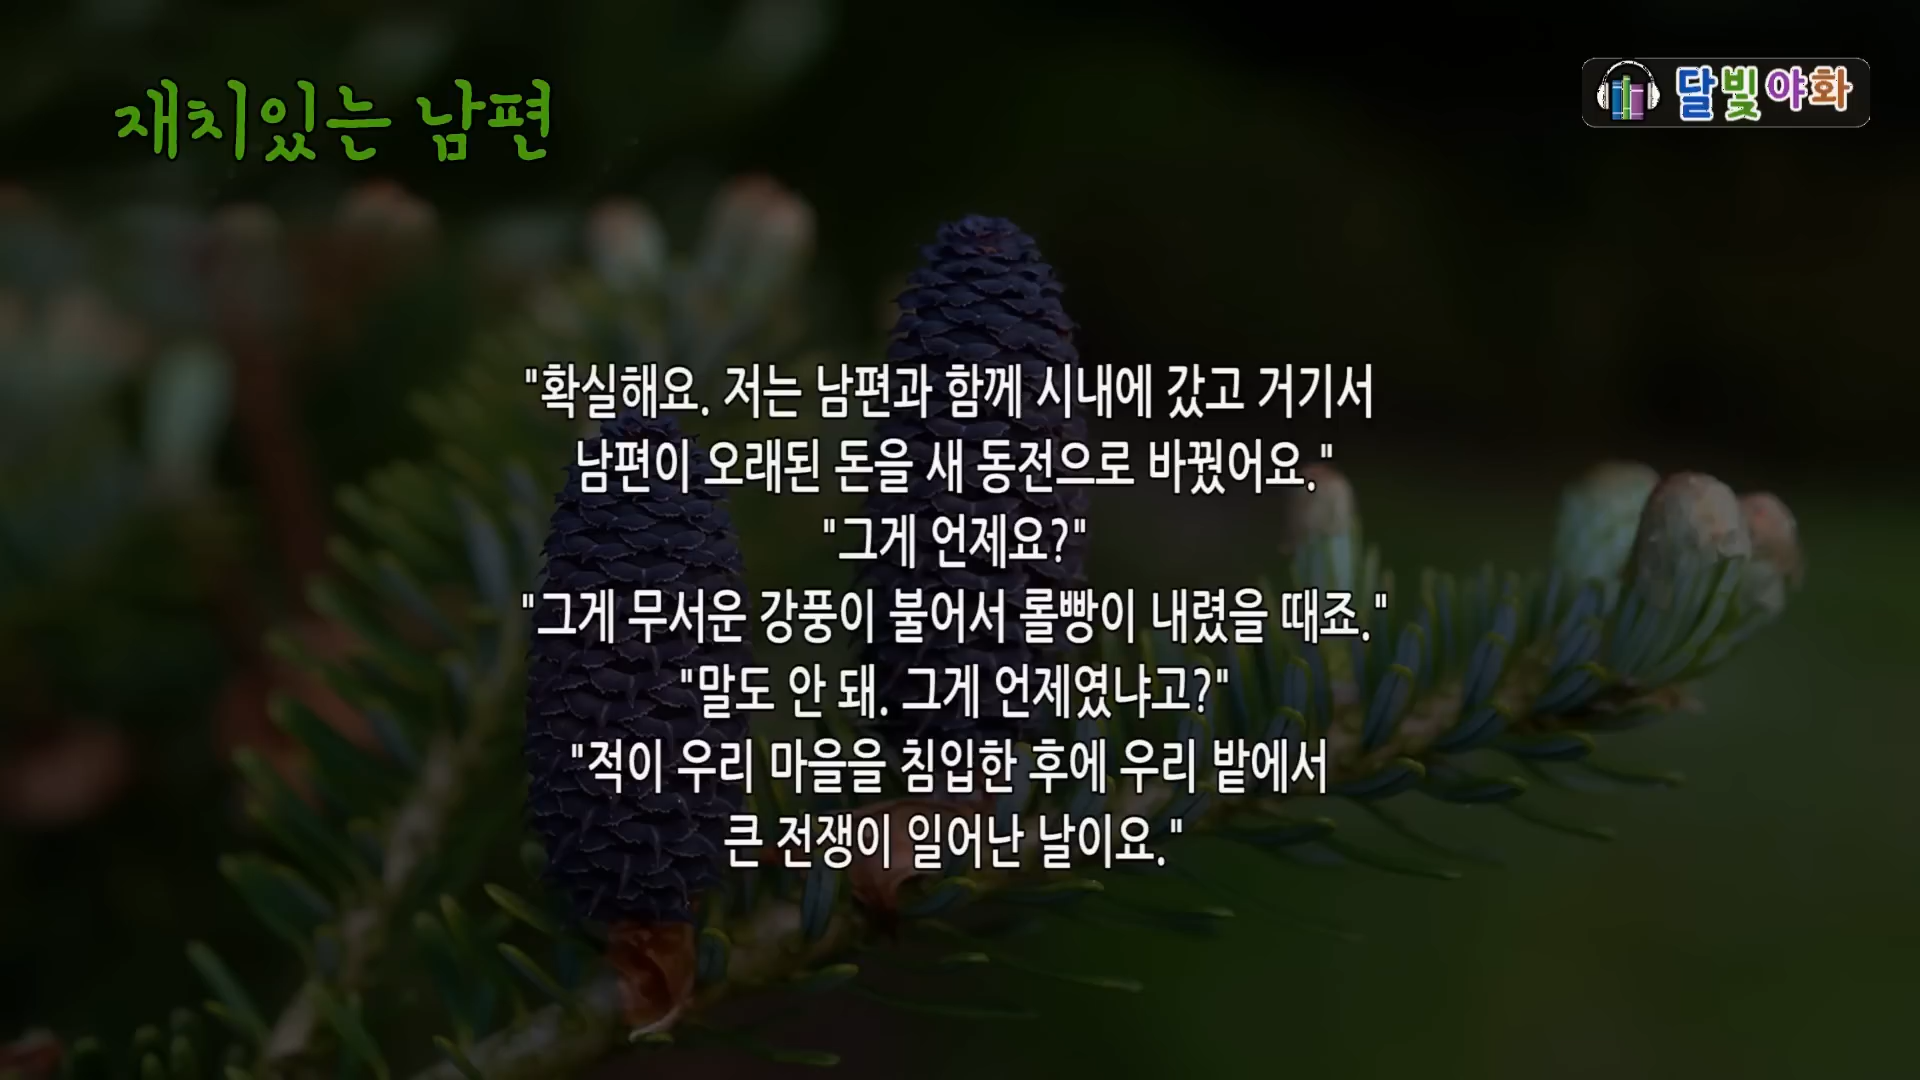 재치있는 남편
달빛야화
"확실해요. 저는 남편과 함께 시내에 갔고 거기서
남편이 오래된 돈을 새 동전으로 바꿨어요."
"그게 언제요?"
"그게 무서운 강풍이 불어서 롤빵이 내렸을 때죠."
"말도 안 돼. 그게 언제였냐고?"
"적이 우리 마을을 침입한 후에 우리 밭에서
큰 전쟁이 일어난 날이요."